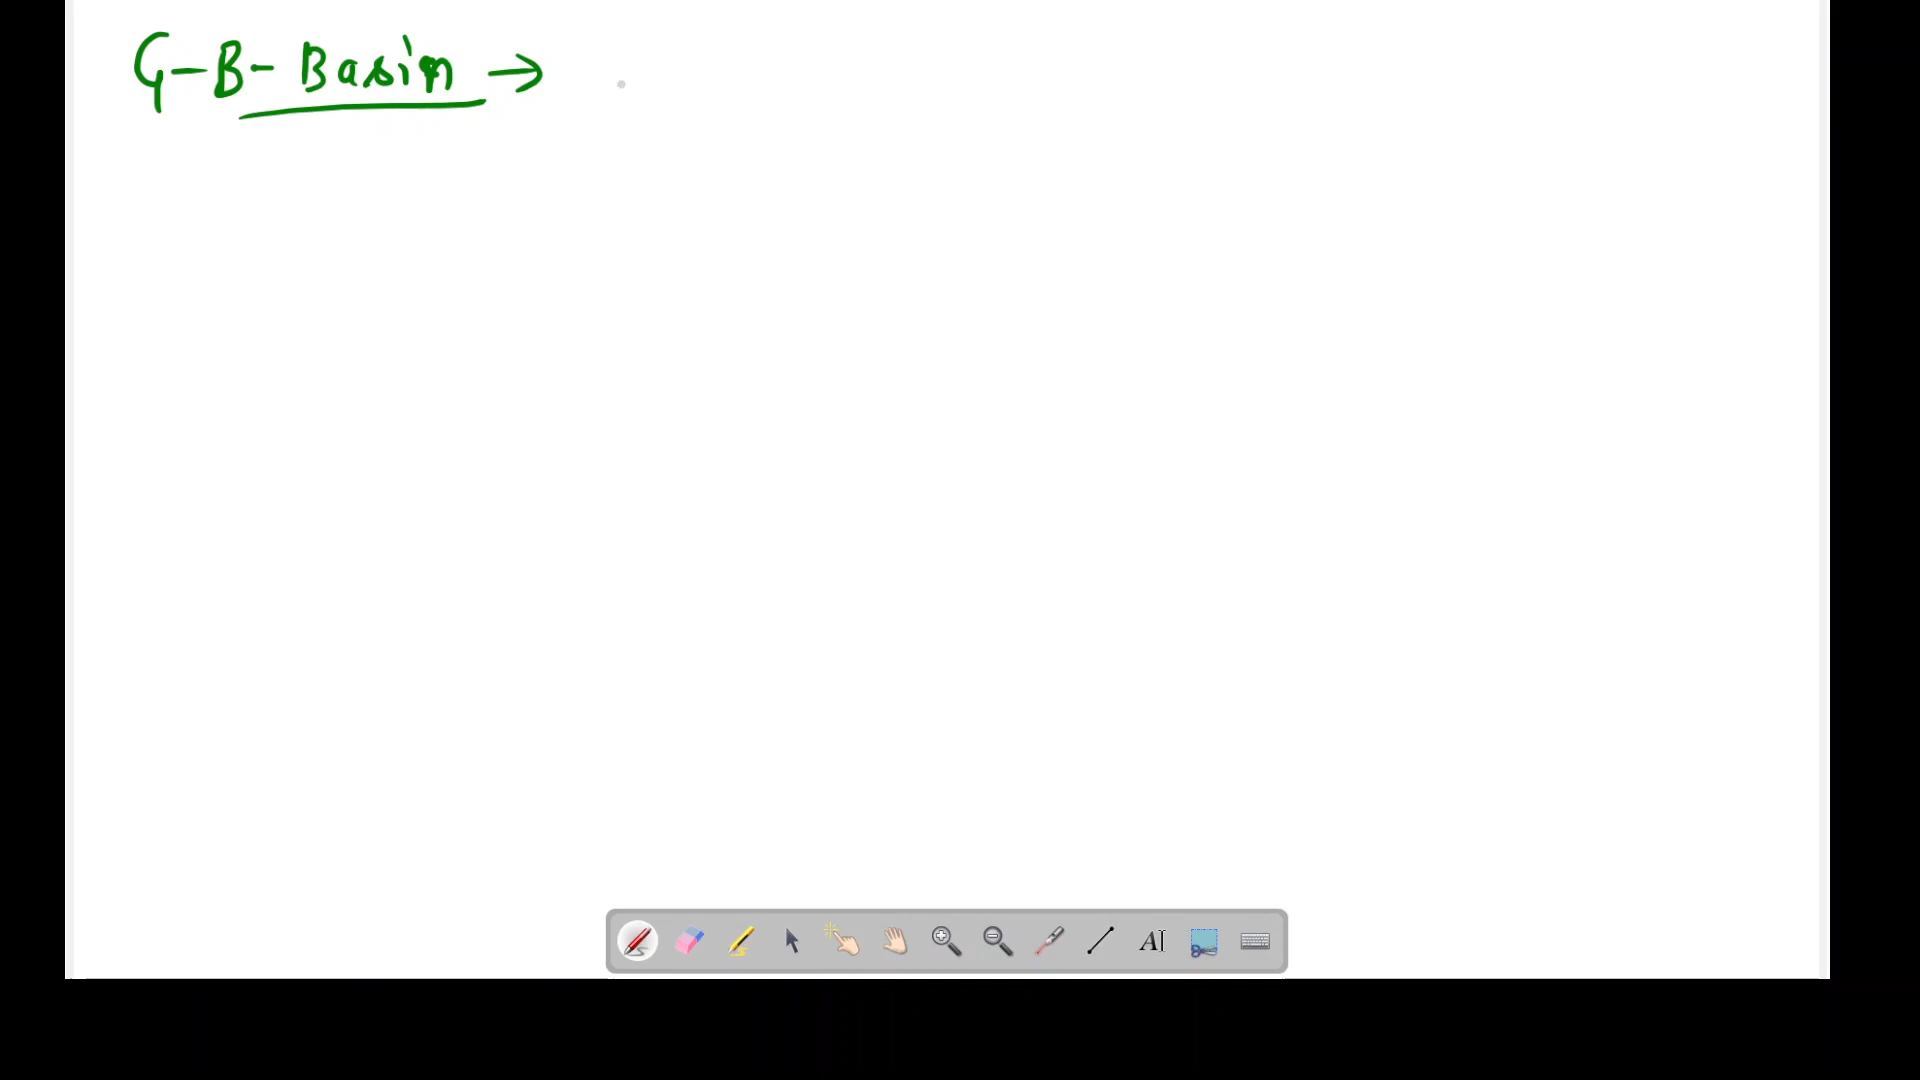 G-B- Basin →